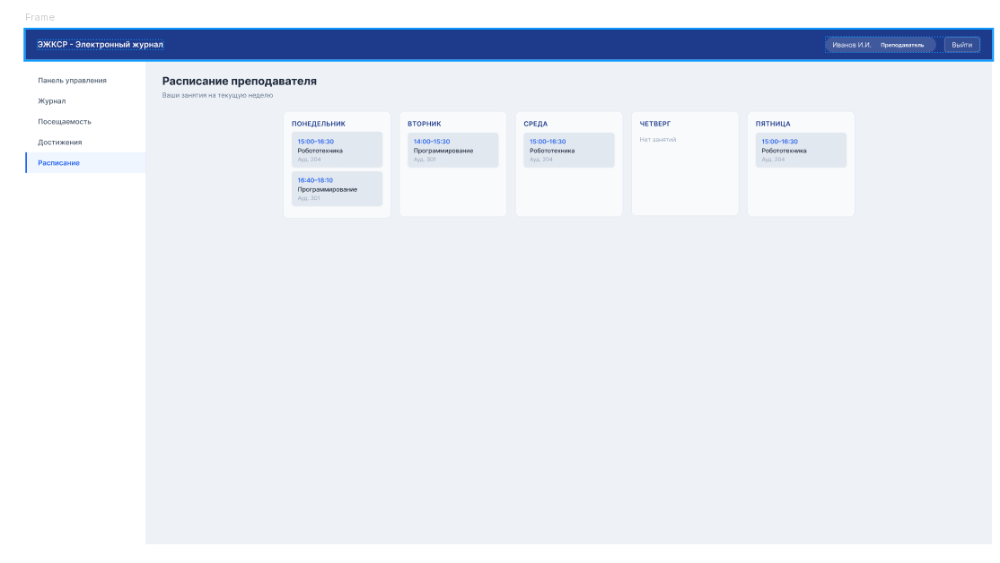 Frame
ЭЖКСР - Электронный журнал
Иванов И.И. Преподаватель Выйти
Панель управления
Журнал
Посещаемость
Достижения
Расписание
Расписание преподавателя
Ваши занятия на текущую неделю
ПОНЕДЕЛЬНИК
15:00–16:30
Робототехника
Ауд. 204
16:40–18:10
Программирование
Ауд. 301
ВТОРНИК
14:00–15:30
Программирование
Ауд. 301
СРЕДА
15:00–16:30
Робототехника
Ауд. 204
ЧЕТВЕРГ
Нет занятий
ПЯТНИЦА
15:00–16:30
Робототехника
Ауд. 204